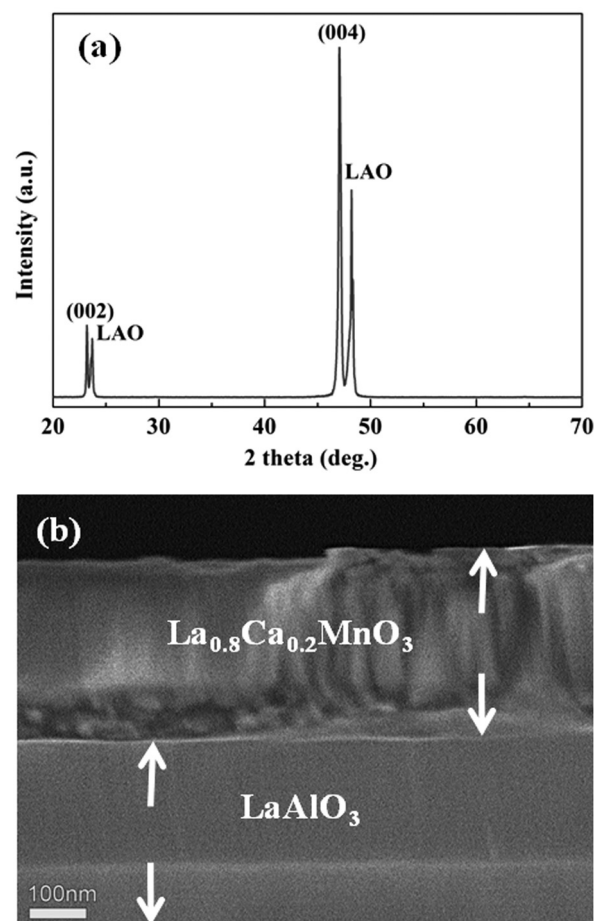 (a)
(004)
LAO
(002)
LAO
Intensity (a.u.)
20 30 40 50 60 70
2 theta (deg.)
(b)
La₀.₈Ca₀.₂MnO₃
LaAlO₃
100nm